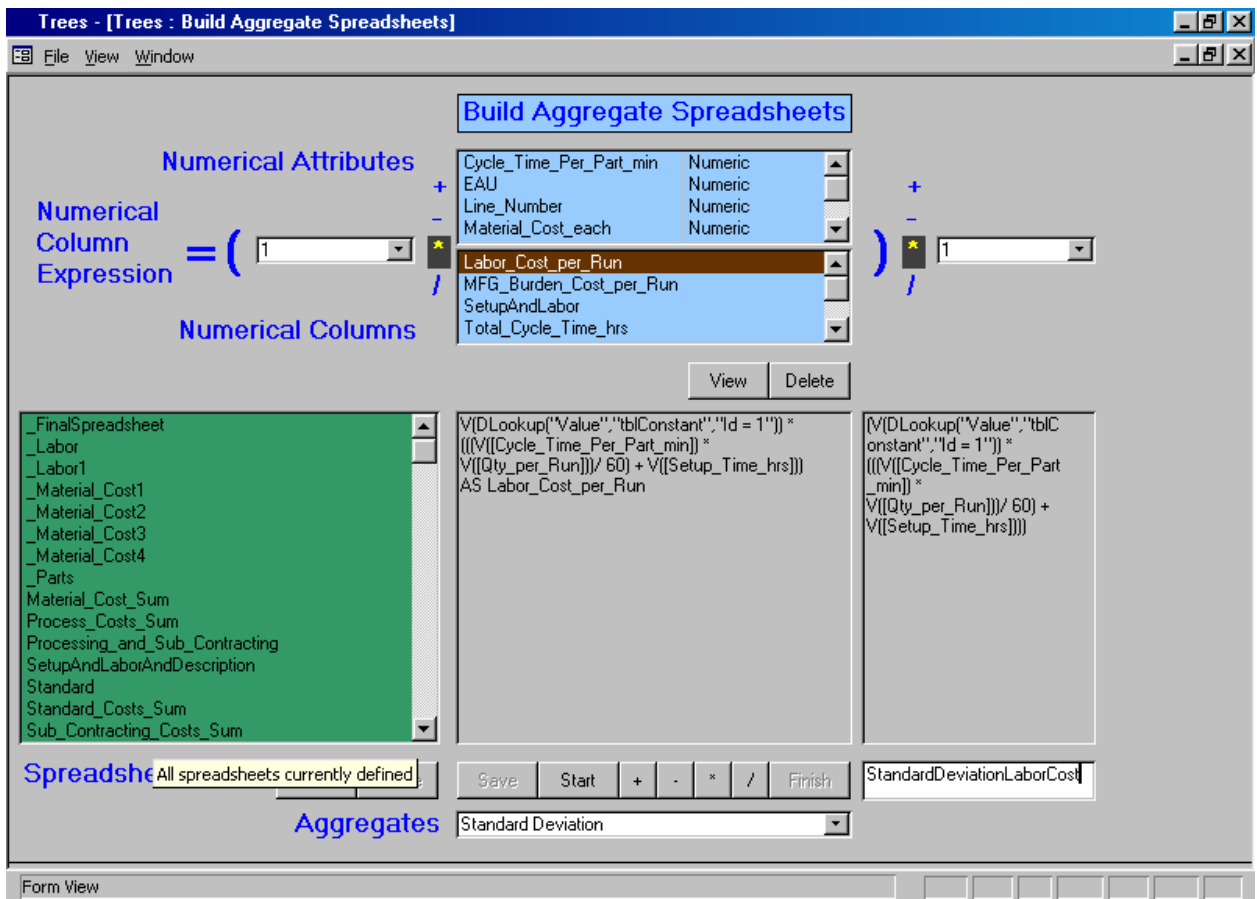 Trees - [Trees : Build Aggregate Spreadsheets]
File View Window
Build Aggregate Spreadsheets
Numerical Attributes
Cycle_Time_Per_Part_min Numeric
EAU Numeric
Line_Number Numeric
Material_Cost_each Numeric
Numerical
Column
Expression
= (
1
+
-
*
/
Labor_Cost_per_Run
MFG_Burden_Cost_per_Run
SetupAndLabor
Total_Cycle_Time_hrs
)
+
-
*
/
1
Numerical Columns
View Delete
_FinalSpreadsheet
_Labor
_Labor1
_Material_Cost1
_Material_Cost2
_Material_Cost3
_Material_Cost4
_Parts
Material_Cost_Sum
Process_Costs_Sum
Processing_and_Sub_Contracting
SetupAndLaborAndDescription
Standard
Standard_Costs_Sum
Sub_Contracting_Costs_Sum
V(DLookup("Value","tblConstant","Id = 1")) *
(((V([Cycle_Time_Per_Part_min]) *
V([Qty_per_Run]))/ 60) + V([Setup_Time_hrs]))
AS Labor_Cost_per_Run
(V(DLookup("Value","tblC
onstant","Id = 1")) *
(((V([Cycle_Time_Per_Part
_min]) *
V([Qty_per_Run]))/ 60) +
V([Setup_Time_hrs])))
Spreadshe
All spreadsheets currently defined
Save Start + - * / Finish
StandardDeviationLaborCost
Aggregates
Standard Deviation
Form View